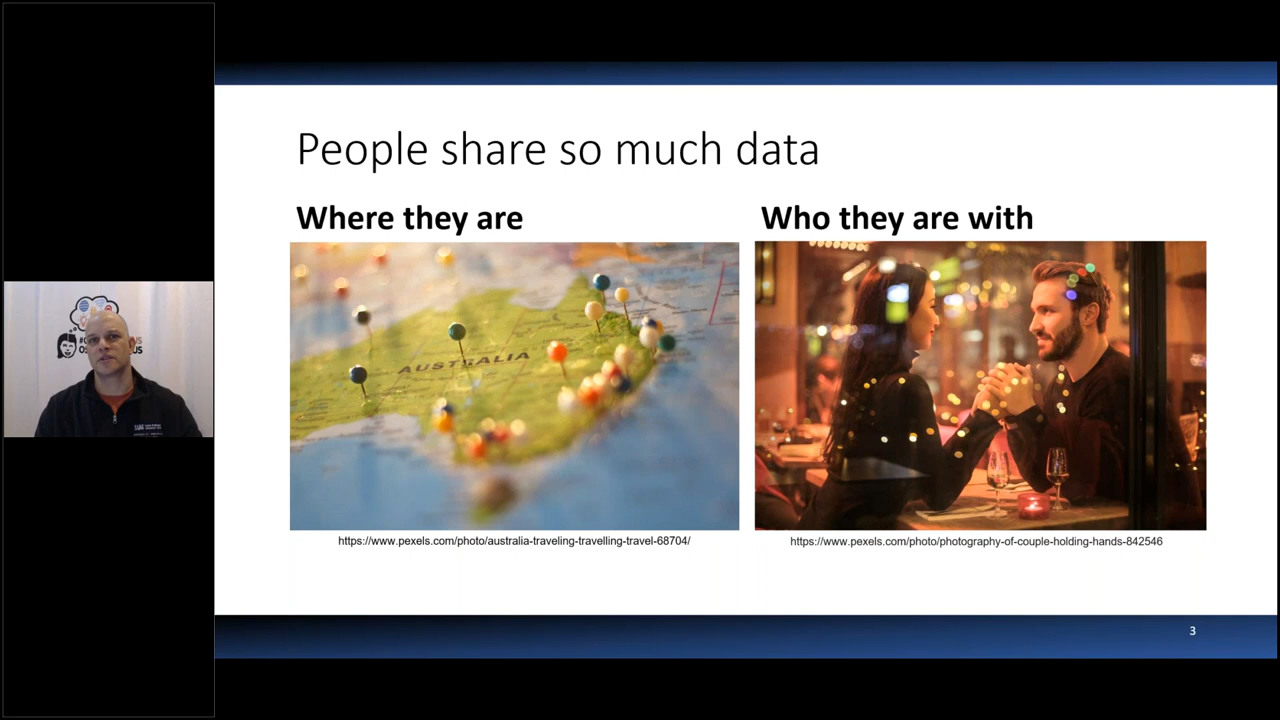 People share so much data
Where they are
Who they are with
AUSTRALIA
https://www.pexels.com/photo/australia-traveling-travelling-travel-68704/
https://www.pexels.com/photo/photography-of-couple-holding-hands-842546
3